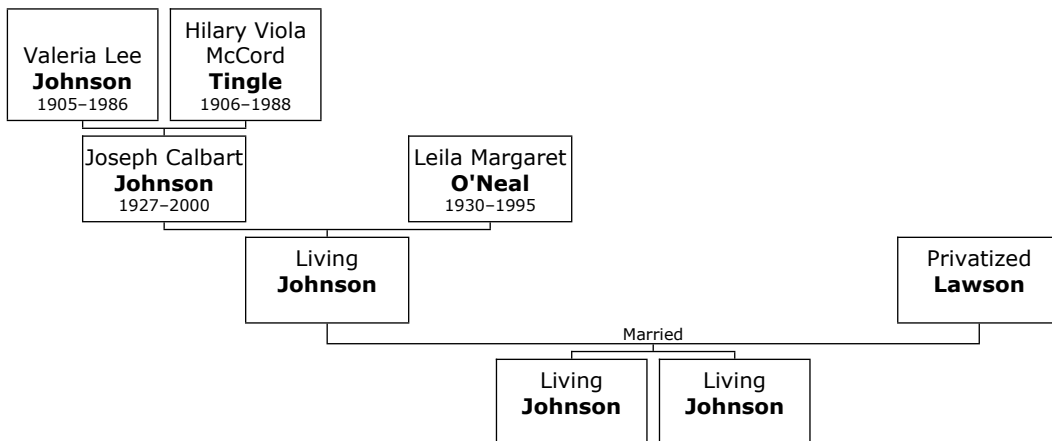 Valeria Lee
Johnson
1905–1986
Hilary Viola
McCord
Tingle
1906–1988
Joseph Calbart
Johnson
1927–2000
Leila Margaret
O'Neal
1930–1995
Living
Johnson
Privatized
Lawson
Married
Living
Johnson
Living
Johnson